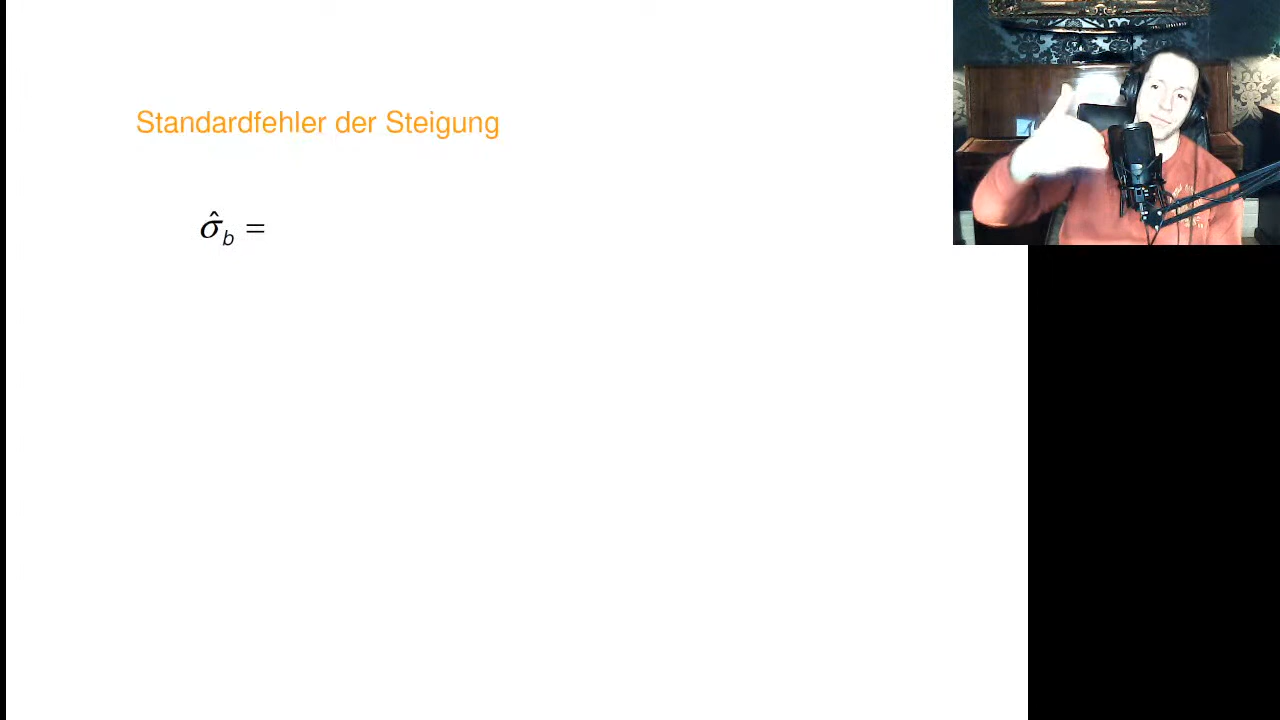 Standardfehler der Steigung
σ̂_b =